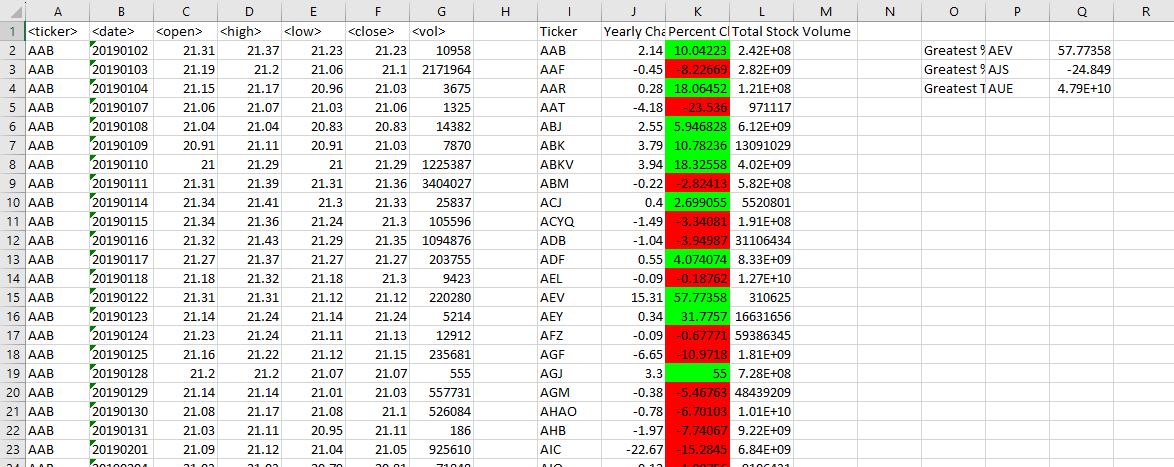 A B C D E F G H I J K L M N O P Q R
1 <ticker> <date> <open> <high> <low> <close> <vol> Ticker Yearly Cha Percent Cl Total Stock Volume
2 AAB 20190102 21.31 21.37 21.23 21.23 10958 AAB 2.14 10.04223 2.42E+08 Greatest % AEV 57.77358
3 AAB 20190103 21.19 21.2 21.06 21.1 2171964 AAF -0.45 -8.22669 2.82E+09 Greatest % AJS -24.849
4 AAB 20190104 21.15 21.17 20.96 21.03 3675 AAR 0.28 18.06452 1.21E+08 Greatest T AUE 4.79E+10
5 AAB 20190107 21.06 21.07 21.03 21.06 1325 AAT -4.18 -23.536 971117
6 AAB 20190108 21.04 21.04 20.83 20.83 14382 ABJ 2.55 5.946828 6.12E+09
7 AAB 20190109 20.91 21.11 20.91 21.03 7870 ABK 3.79 10.78236 13091029
8 AAB 20190110 21 21.29 21 21.29 1225387 ABKV 3.94 18.32558 4.02E+09
9 AAB 20190111 21.31 21.39 21.31 21.36 3404027 ABM -0.22 -2.82413 5.82E+08
10 AAB 20190114 21.34 21.41 21.3 21.33 25837 ACJ 0.4 2.699055 5520801
11 AAB 20190115 21.34 21.36 21.24 21.3 105596 ACYQ -1.49 -3.34081 1.91E+08
12 AAB 20190116 21.32 21.43 21.29 21.35 1094876 ADB -1.04 -3.94987 31106434
13 AAB 20190117 21.27 21.37 21.27 21.27 203755 ADF 0.55 4.074074 8.33E+09
14 AAB 20190118 21.18 21.32 21.18 21.3 9423 AEL -0.09 -0.18762 1.27E+10
15 AAB 20190122 21.31 21.31 21.12 21.12 220280 AEV 15.31 57.77358 310625
16 AAB 20190123 21.14 21.24 21.14 21.24 5214 AEY 0.34 31.7757 16631656
17 AAB 20190124 21.23 21.24 21.11 21.13 12912 AFZ -0.09 -0.67771 59386345
18 AAB 20190125 21.16 21.22 21.12 21.15 235681 AGF -6.65 -10.9718 1.81E+09
19 AAB 20190128 21.2 21.2 21.07 21.07 555 AGJ 3.3 55 7.28E+08
20 AAB 20190129 21.14 21.14 21.01 21.03 557731 AGM -0.38 -5.46763 48439209
21 AAB 20190130 21.08 21.17 21.08 21.1 526084 AHAO -0.78 -6.70103 1.01E+10
22 AAB 20190131 21.03 21.11 20.95 21.11 186 AHB -1.97 -7.74067 9.22E+09
23 AAB 20190201 21.09 21.12 21.04 21.05 925610 AIC -22.67 -15.2845 6.84E+09